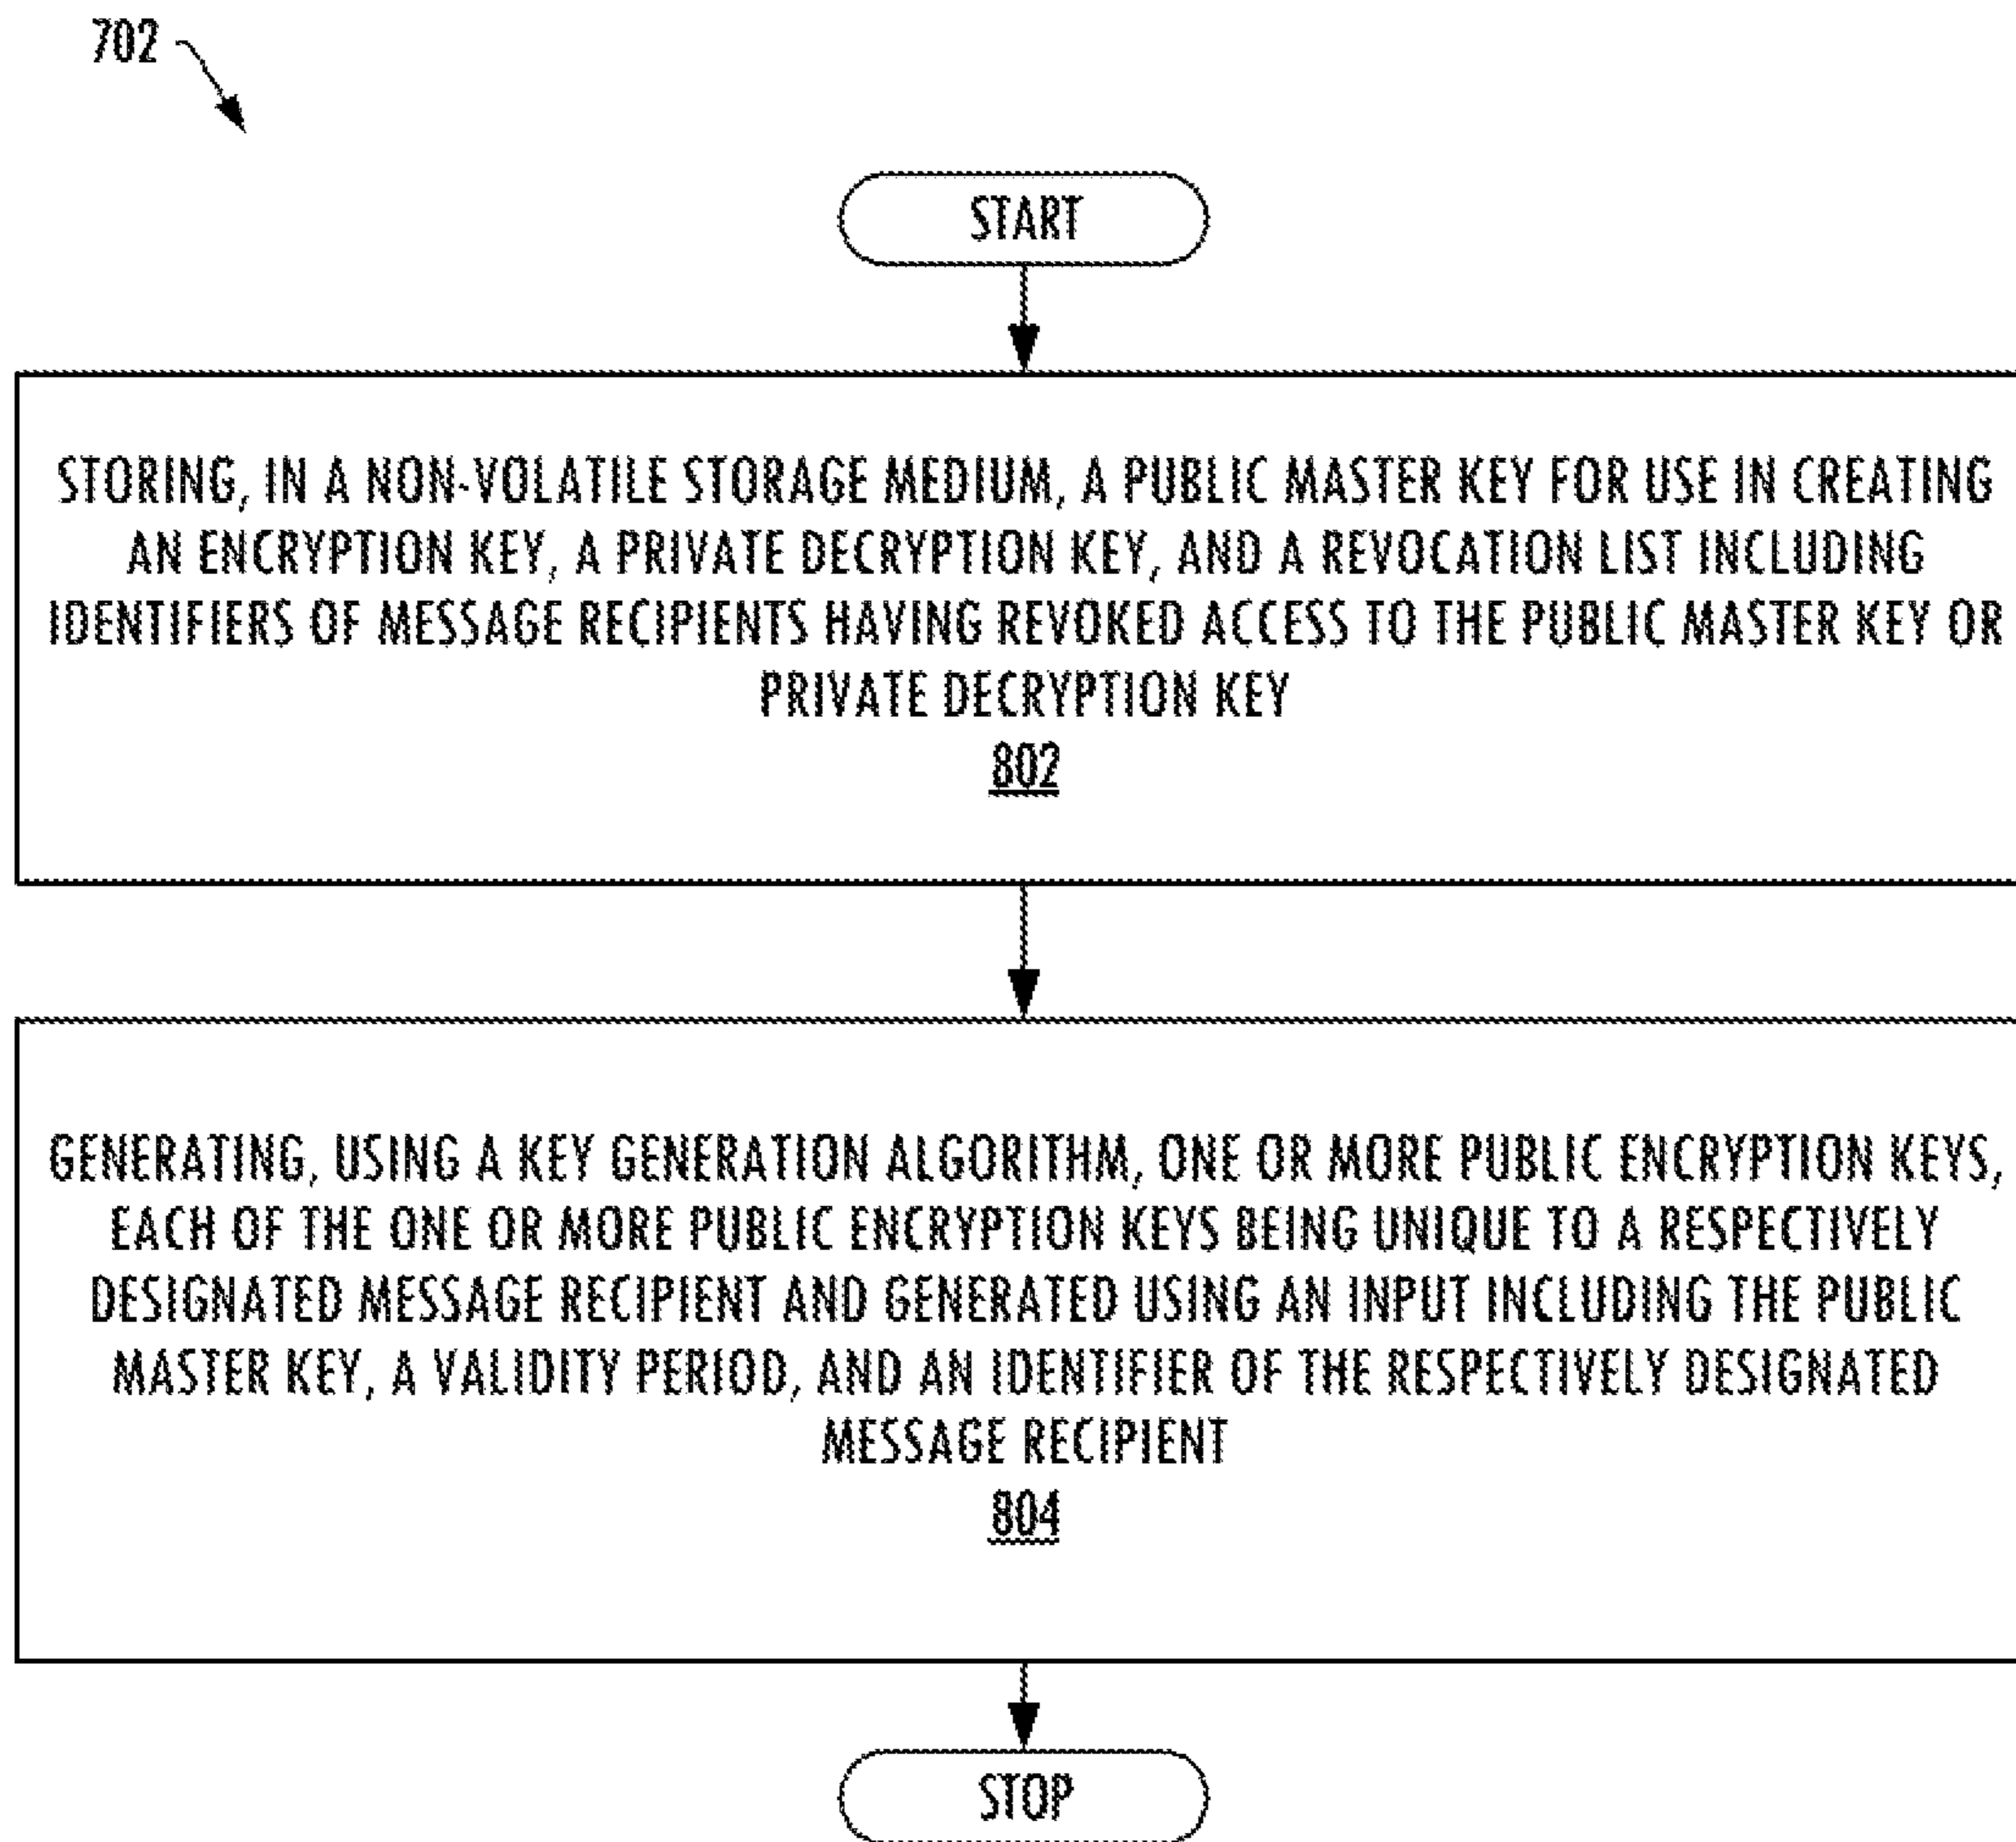 702
START
STORING, IN A NON-VOLATILE STORAGE MEDIUM, A PUBLIC MASTER KEY FOR USE IN CREATING
AN ENCRYPTION KEY, A PRIVATE DECRYPTION KEY, AND A REVOCATION LIST INCLUDING
IDENTIFIERS OF MESSAGE RECIPIENTS HAVING REVOKED ACCESS TO THE PUBLIC MASTER KEY OR
PRIVATE DECRYPTION KEY
802
GENERATING, USING A KEY GENERATION ALGORITHM, ONE OR MORE PUBLIC ENCRYPTION KEYS,
EACH OF THE ONE OR MORE PUBLIC ENCRYPTION KEYS BEING UNIQUE TO A RESPECTIVELY
DESIGNATED MESSAGE RECIPIENT AND GENERATED USING AN INPUT INCLUDING THE PUBLIC
MASTER KEY, A VALIDITY PERIOD, AND AN IDENTIFIER OF THE RESPECTIVELY DESIGNATED
MESSAGE RECIPIENT
804
STOP